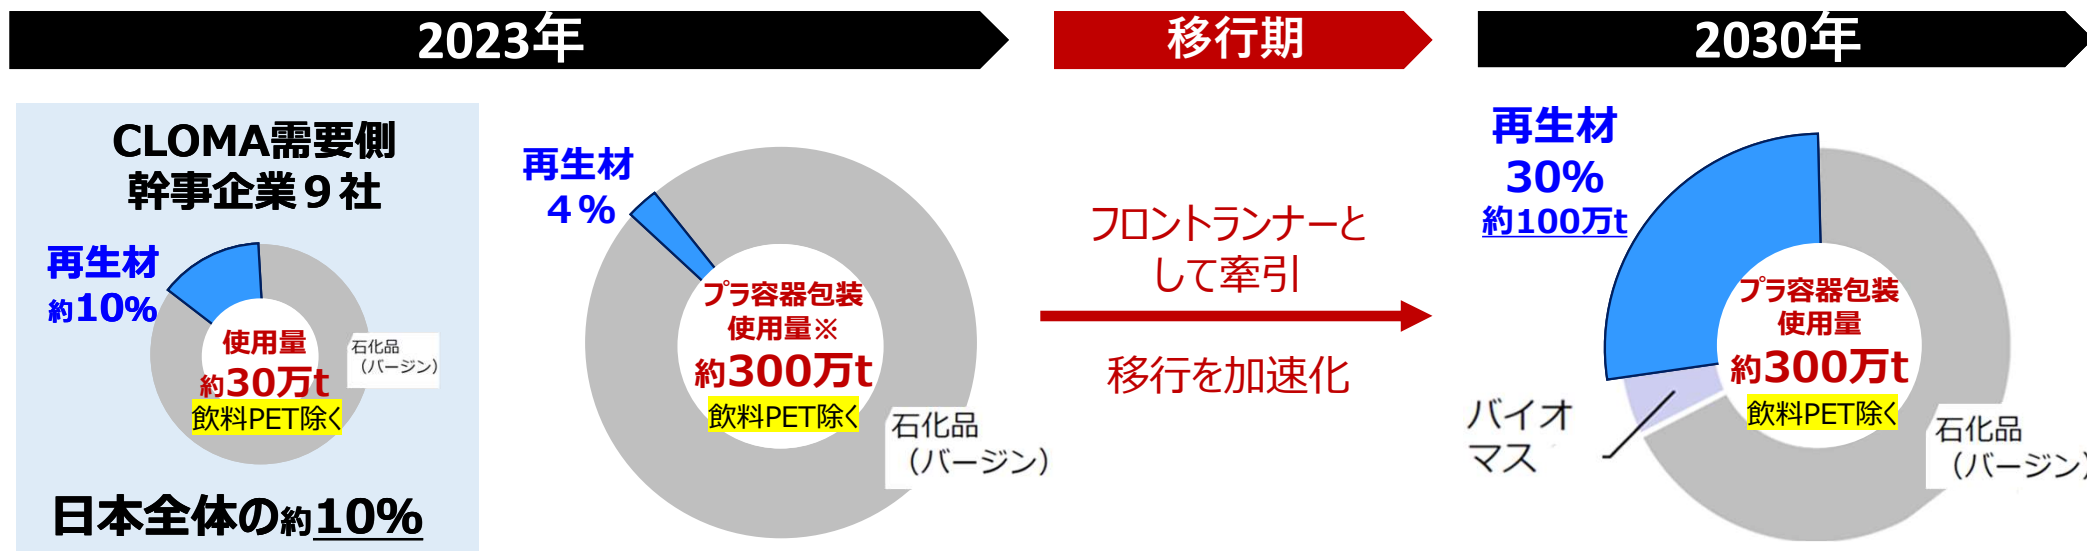 2023年
移行期
2030年
CLOMA需要側
幹事企業９社
再生材
約10%
使用量
約30万t
飲料PET除く
石化品
（バージン）
日本全体の約10%
再生材
４％
プラ容器包装
使用量※
約300万t
飲料PET除く
石化品
（バージン）
フロントランナーと
して牽引
移行を加速化
再生材
30%
約100万t
プラ容器包装
使用量
約300万t
飲料PET除く
バイオ
マス
石化品
（バージン）